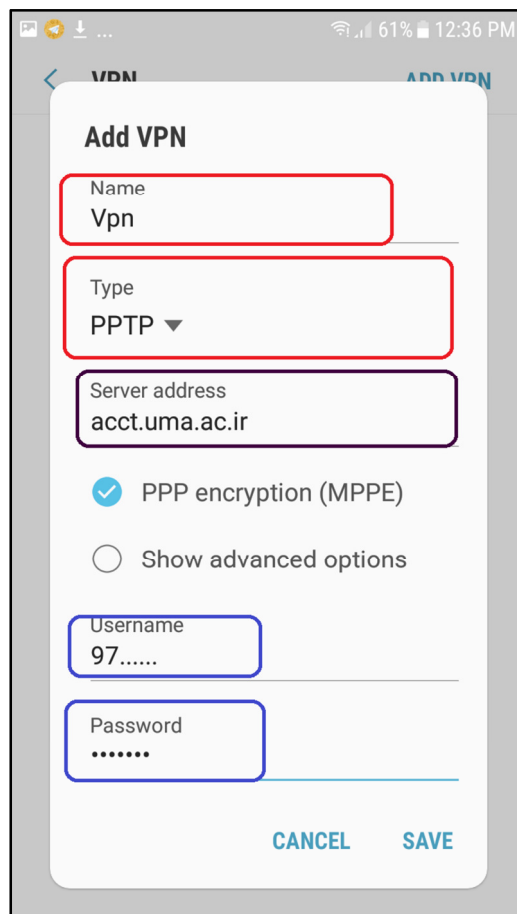 ... 61% 12:36 PM
VPN ADD VPN
Add VPN
Name
Vpn
Type
PPTP
Server address
acct.uma.ac.ir
PPP encryption (MPPE)
Show advanced options
Username
97......
Password
•••••••
CANCEL SAVE